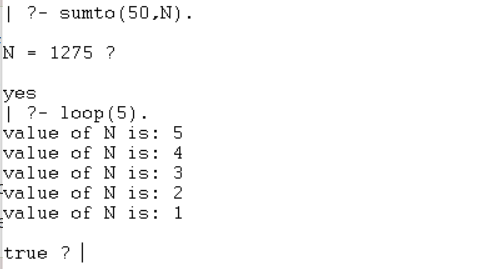 | ?- sumto(50,N).
N = 1275 ?
yes
| ?- loop(5).
value of N is: 5
value of N is: 4
value of N is: 3
value of N is: 2
value of N is: 1
true ?